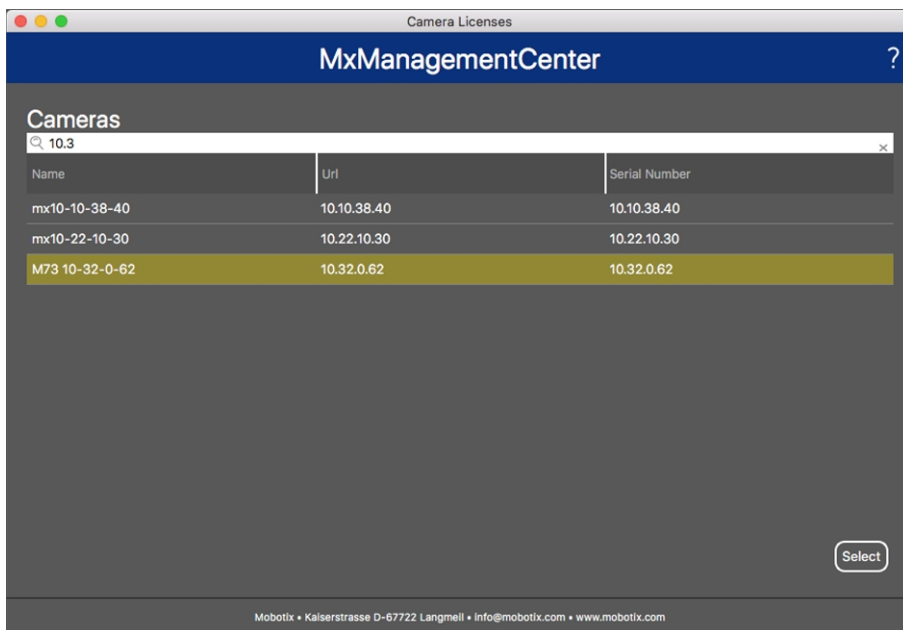 Camera Licenses
MxManagementCenter ?
Cameras
10.3 ×
Name Url Serial Number
mx10-10-38-40 10.10.38.40 10.10.38.40
mx10-22-10-30 10.22.10.30 10.22.10.30
M73 10-32-0-62 10.32.0.62 10.32.0.62
Select
Mobotix • Kaiserstrasse D-67722 Langmeil • info@mobotix.com • www.mobotix.com